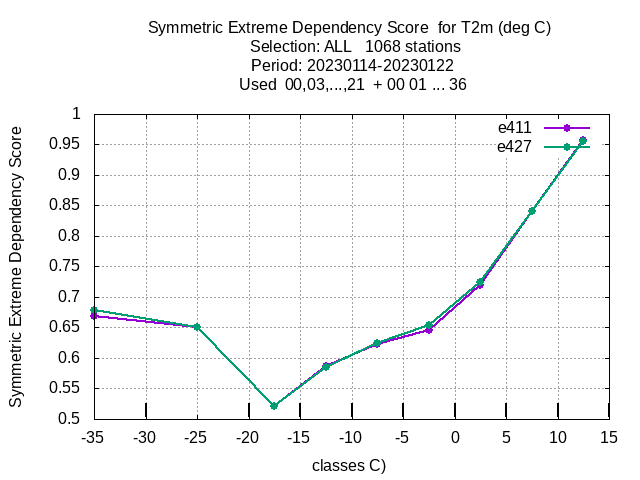 Symmetric Extreme Dependency Score  for T2m (deg C)
Selection: ALL   1068 stations
Period: 20230114-20230122
Used  00,03,...,21  + 00 01 ... 36
Symmetric Extreme Dependency Score
1
0.95
0.9
0.85
0.8
0.75
0.7
0.65
0.6
0.55
0.5
e411
e427
-35 -30 -25 -20 -15 -10 -5 0 5 10 15
classes C)